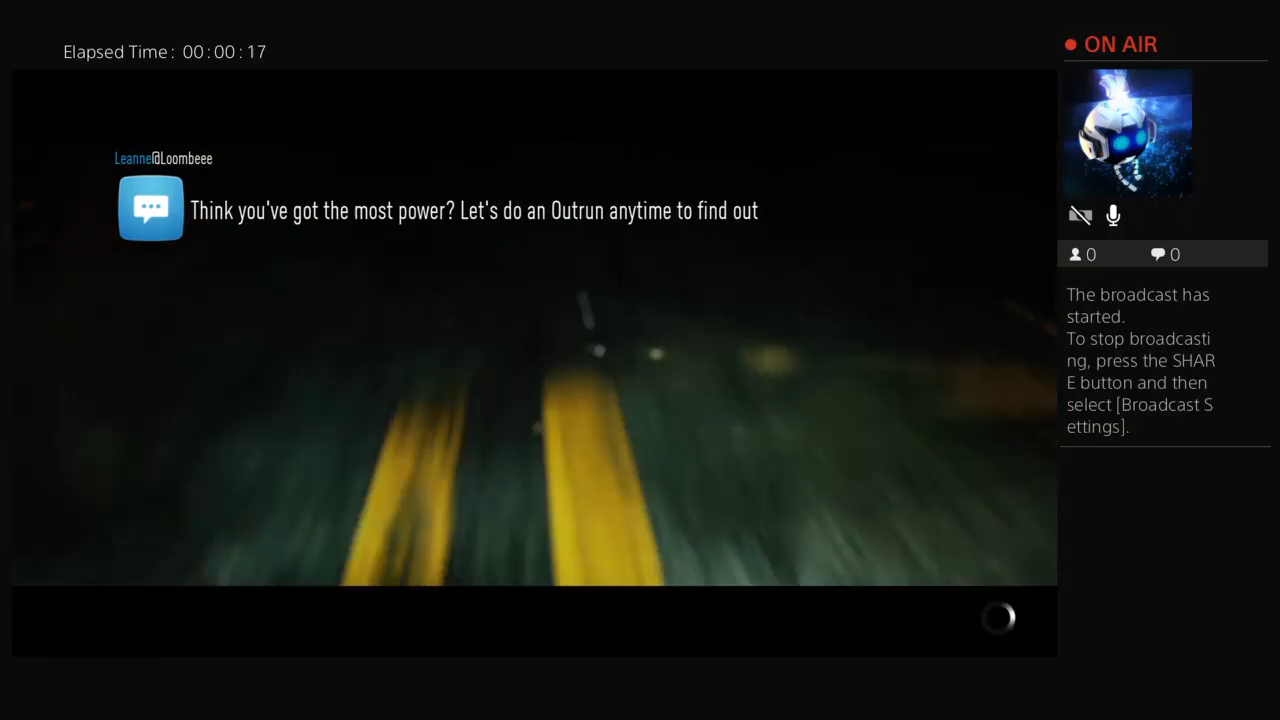 Elapsed Time: 00:00:17
ON AIR
Leanne@Loombeee
Think you've got the most power? Let's do an Outrun anytime to find out
0 0
The broadcast has
started.
To stop broadcasti
ng, press the SHAR
E button and then
select [Broadcast S
ettings].